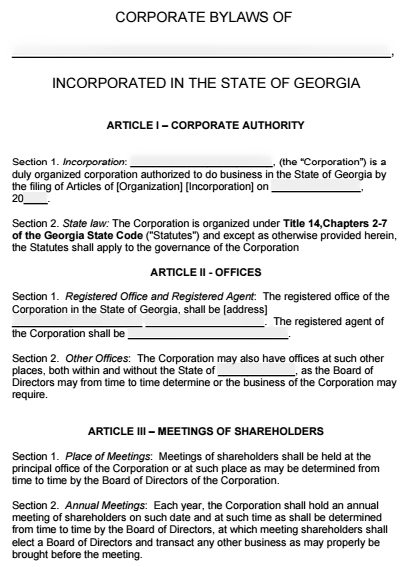 CORPORATE BYLAWS OF
____________________________________________,
INCORPORATED IN THE STATE OF GEORGIA
ARTICLE I – CORPORATE AUTHORITY
Section 1. Incorporation: ____________________, (the “Corporation”) is a
duly organized corporation authorized to do business in the State of Georgia by
the filing of Articles of [Organization] [Incorporation] on _____________,
20____.
Section 2. State law: The Corporation is organized under Title 14,Chapters 2-7
of the Georgia State Code ("Statutes") and except as otherwise provided herein,
the Statutes shall apply to the governance of the Corporation
ARTICLE II - OFFICES
Section 1. Registered Office and Registered Agent: The registered office of the
Corporation in the State of Georgia, shall be [address]
___________________ _________________. The registered agent of
the Corporation shall be _______________________.
Section 2. Other Offices: The Corporation may also have offices at such other
places, both within and without the State of ___________, as the Board of
Directors may from time to time determine or the business of the Corporation may
require.
ARTICLE III – MEETINGS OF SHAREHOLDERS
Section 1. Place of Meetings: Meetings of shareholders shall be held at the
principal office of the Corporation or at such place as may be determined from
time to time by the Board of Directors of the Corporation.
Section 2. Annual Meetings: Each year, the Corporation shall hold an annual
meeting of shareholders on such date and at such time as shall be determined
from time to time by the Board of Directors, at which meeting shareholders shall
elect a Board of Directors and transact any other business as may properly be
brought before the meeting.